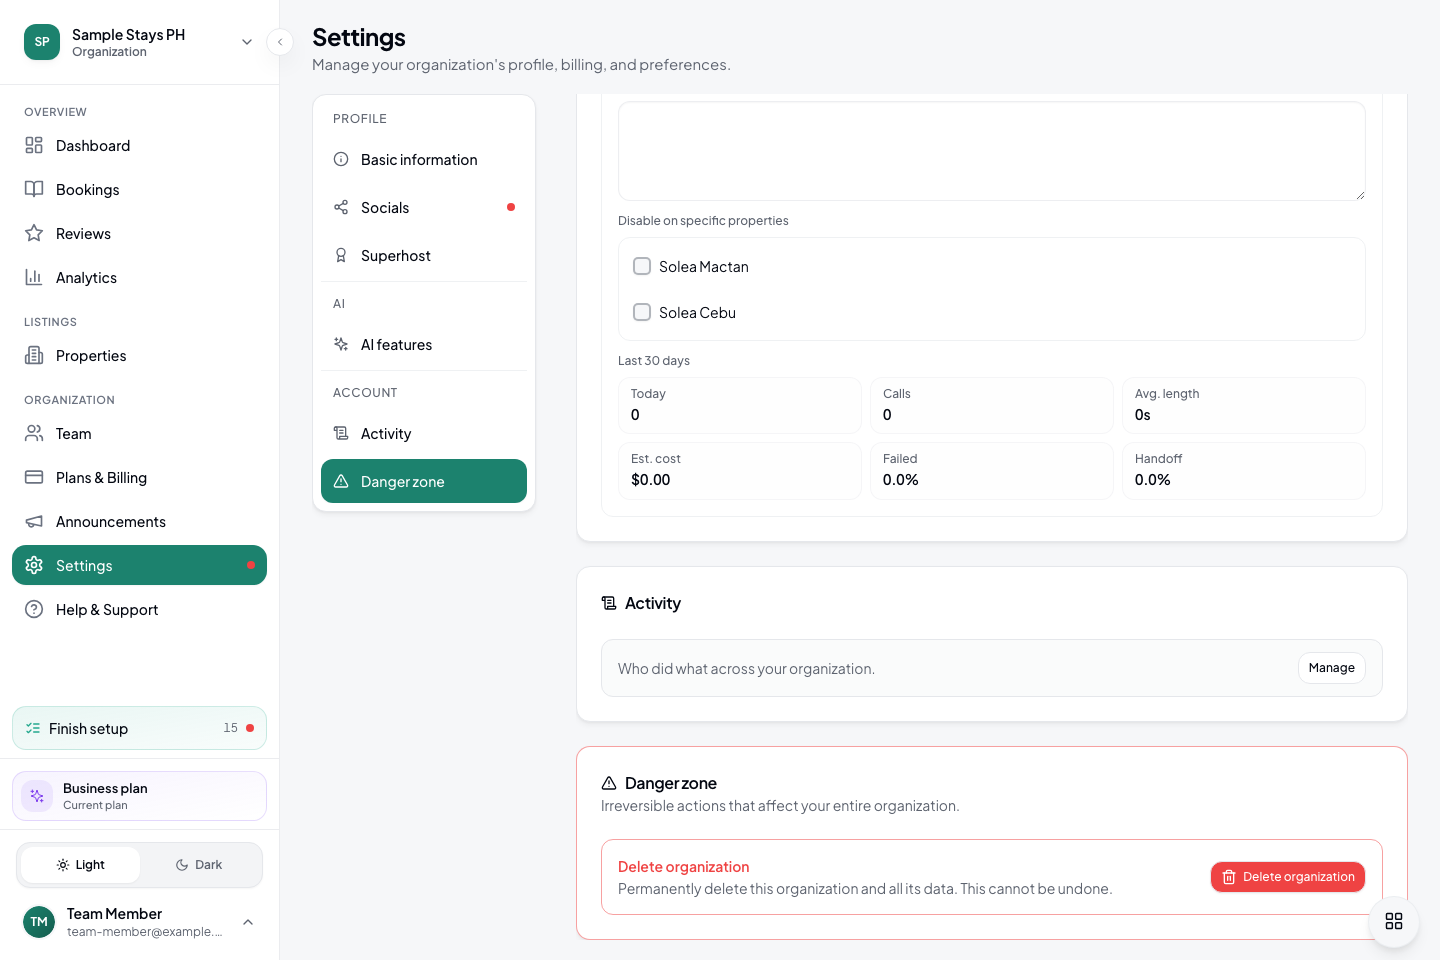 SP
Sample Stays PH
Organization
OVERVIEW
Dashboard
Bookings
Reviews
Analytics
LISTINGS
Properties
ORGANIZATION
Team
Plans & Billing
Announcements
Settings
Help & Support
Finish setup 15
Business plan
Current plan
Light Dark
TM
Team Member
team-member@example....
Settings
Manage your organization's profile, billing, and preferences.
PROFILE
Basic information
Socials
Superhost
AI
AI features
ACCOUNT
Activity
Danger zone
Disable on specific properties
Solea Mactan
Solea Cebu
Last 30 days
Today
0
Calls
0
Avg. length
0s
Est. cost
$0.00
Failed
0.0%
Handoff
0.0%
Activity
Who did what across your organization.
Manage
Danger zone
Irreversible actions that affect your entire organization.
Delete organization
Permanently delete this organization and all its data. This cannot be undone.
Delete organization